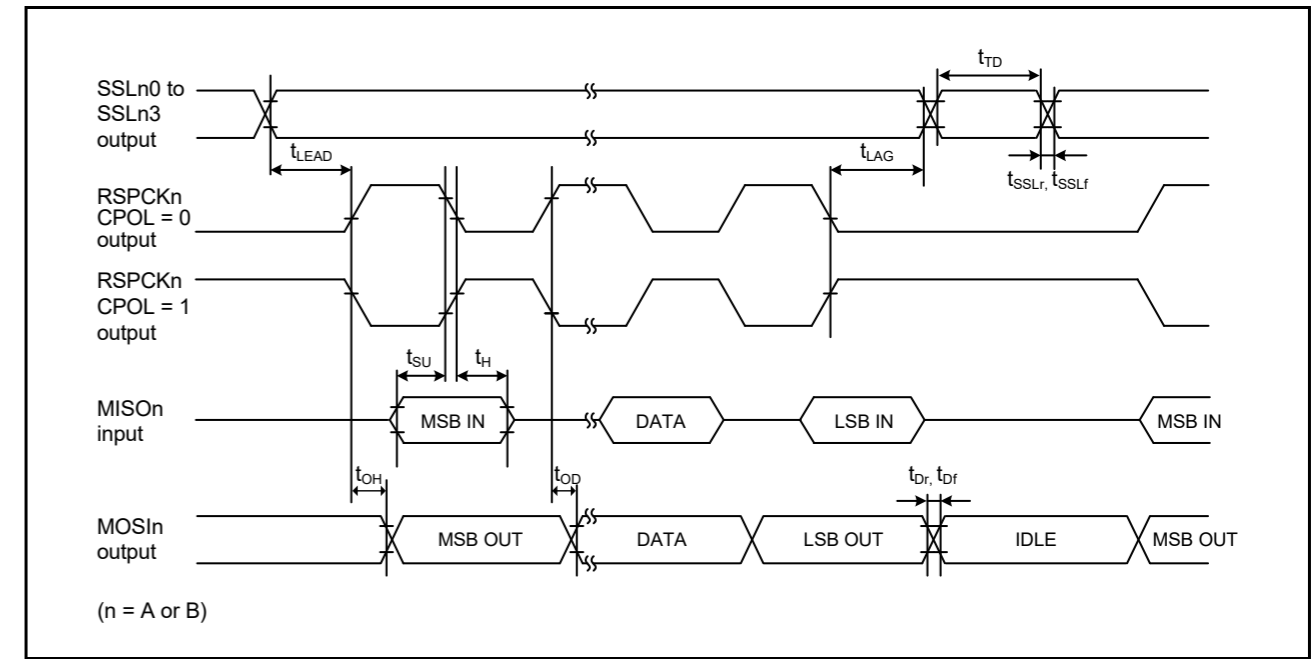 SSLn0 to
SSLn3
output
tTD
tLEAD
tLAG
tSSLr, tSSLf
RSPCKn
CPOL = 0
output
RSPCKn
CPOL = 1
output
tSU
tH
MISOn
input
MSB IN
DATA
LSB IN
MSB IN
tOH
tOD
tDr, tDf
MOSIn
output
MSB OUT
DATA
LSB OUT
IDLE
MSB OUT
(n = A or B)